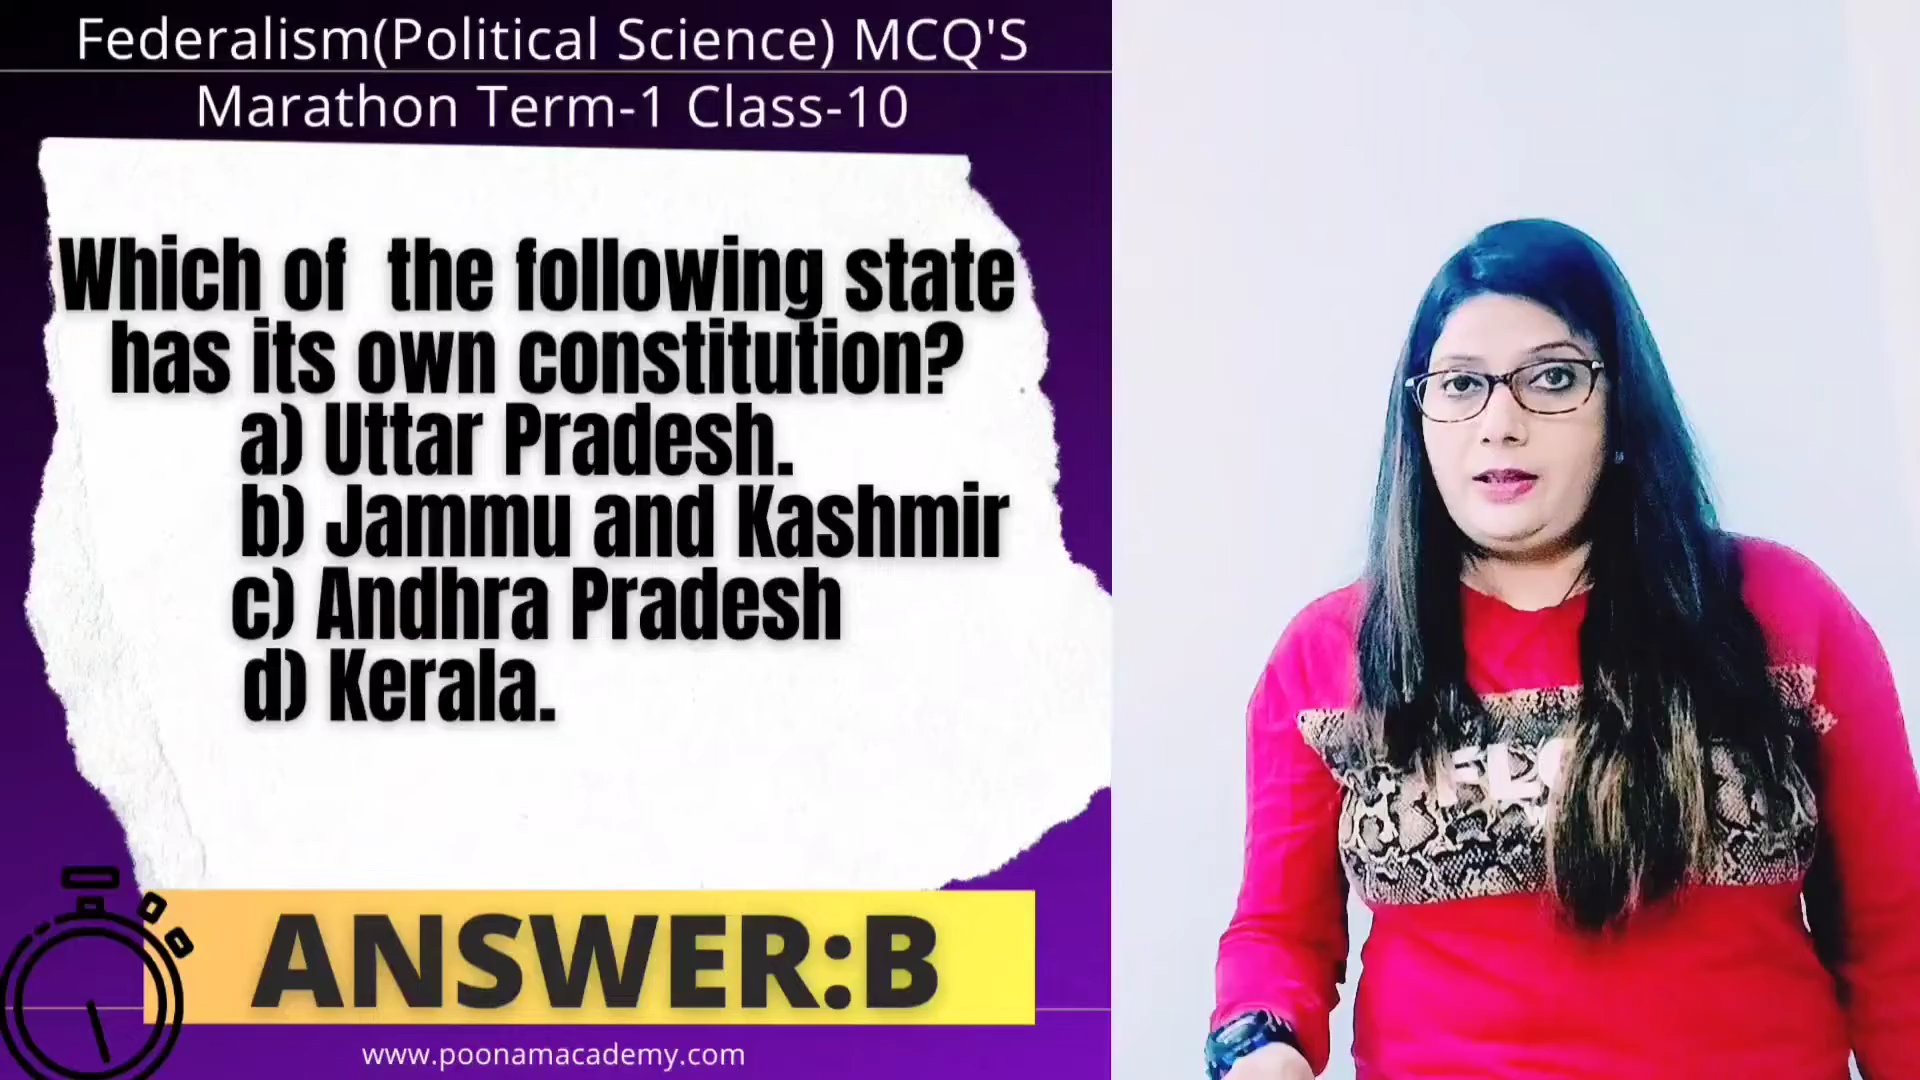 Federalism(Political Science) MCQ'S
Marathon Term-1 Class-10
Which of the following state
has its own constitution?
a) Uttar Pradesh.
b) Jammu and Kashmir
c) Andhra Pradesh
d) Kerala.
ANSWER:B
www.poonamacademy.com